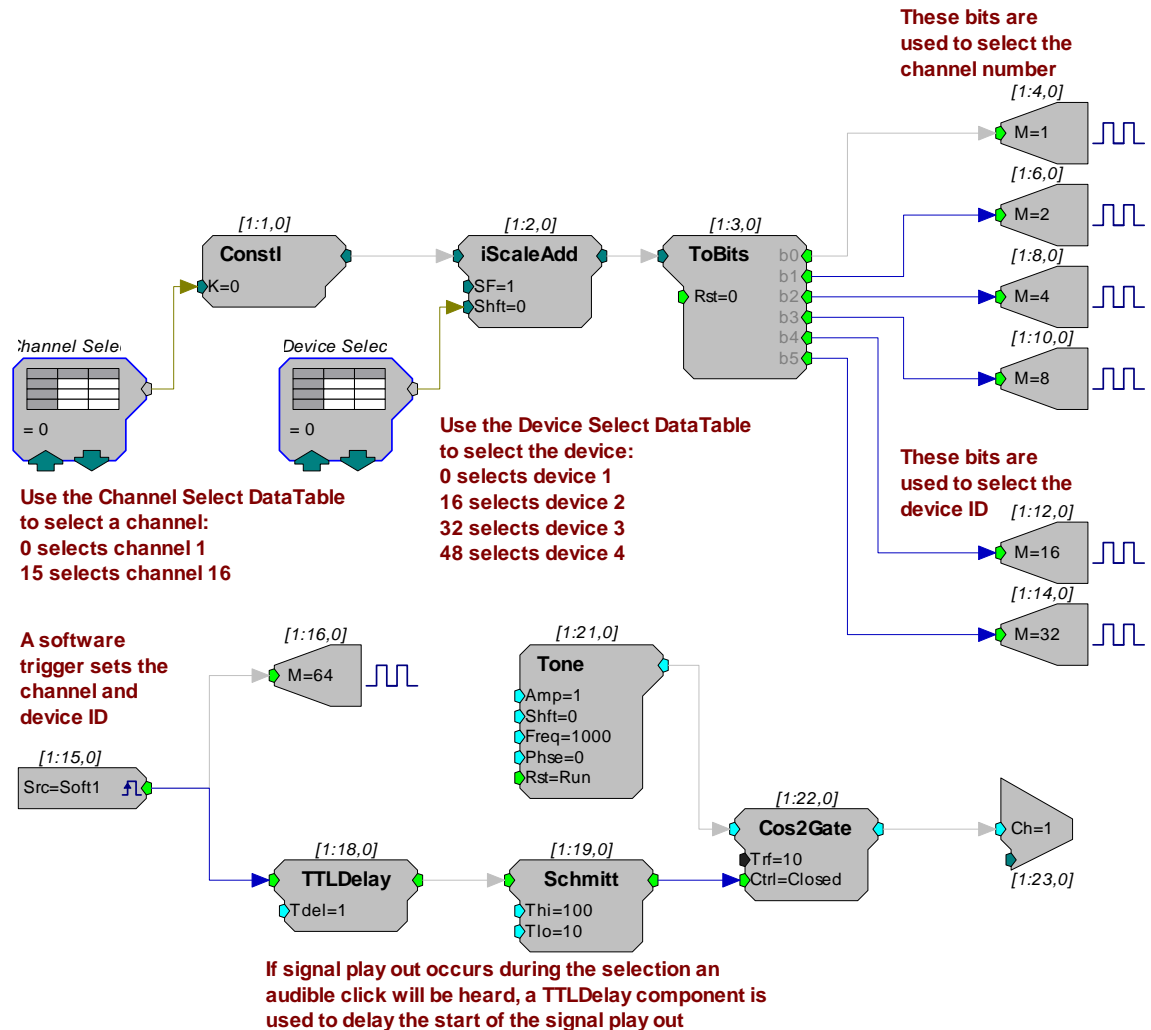 These bits are
used to select the
channel number
[1:4,0]
M=1
[1:6,0]
M=2
[1:8,0]
M=4
[1:10,0]
M=8
[1:1,0]
ConstI
K=0
[1:2,0]
iScaleAdd
SF=1
Shft=0
[1:3,0]
ToBits
Rst=0
b0
b1
b2
b3
b4
b5
Channel Selec
= 0
Device Selec
= 0
Use the Channel Select DataTable
to select a channel:
0 selects channel 1
15 selects channel 16
Use the Device Select DataTable
to select the device:
0 selects device 1
16 selects device 2
32 selects device 3
48 selects device 4
These bits are
used to select the
device ID
[1:12,0]
M=16
[1:14,0]
M=32
A software
trigger sets the
channel and
device ID
[1:15,0]
Src=Soft1
[1:16,0]
M=64
[1:21,0]
Tone
Amp=1
Shft=0
Freq=1000
Phse=0
Rst=Run
[1:18,0]
TTLDelay
Tdel=1
[1:19,0]
Schmitt
Thi=100
Tlo=10
[1:22,0]
Cos2Gate
Trf=10
Ctrl=Closed
Ch=1
[1:23,0]
If signal play out occurs during the selection an
audible click will be heard, a TTLDelay component is
used to delay the start of the signal play out